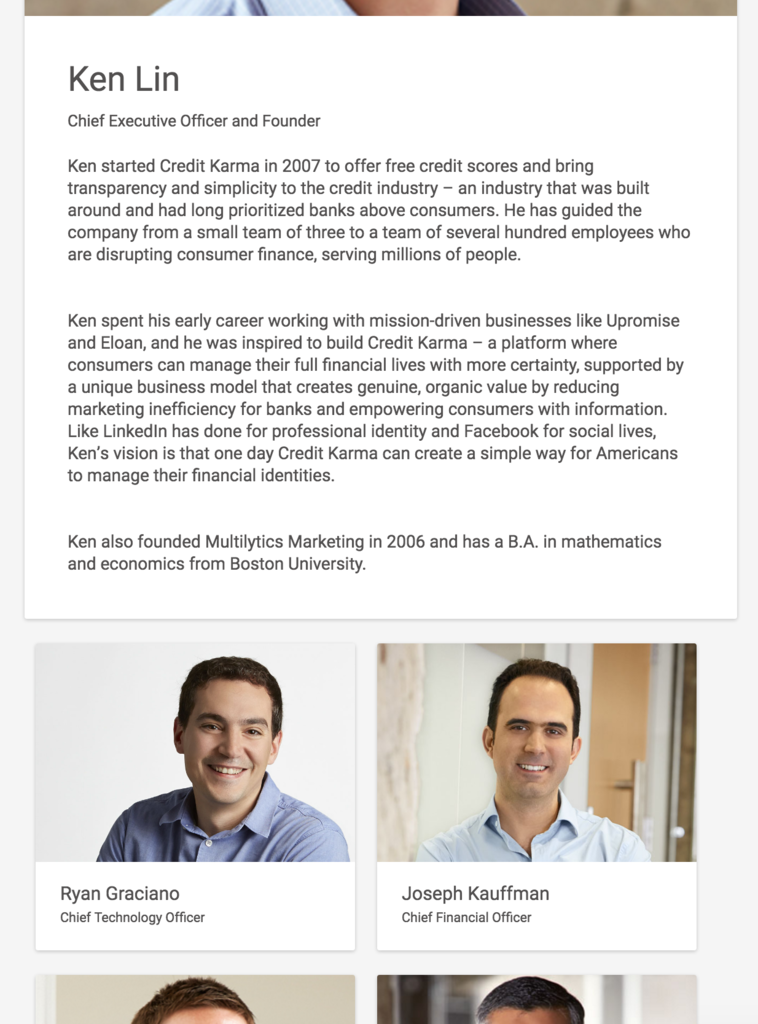 Ken Lin
Chief Executive Officer and Founder
Ken started Credit Karma in 2007 to offer free credit scores and bring
transparency and simplicity to the credit industry – an industry that was built
around and had long prioritized banks above consumers. He has guided the
company from a small team of three to a team of several hundred employees who
are disrupting consumer finance, serving millions of people.
Ken spent his early career working with mission-driven businesses like Upromise
and Eloan, and he was inspired to build Credit Karma – a platform where
consumers can manage their full financial lives with more certainty, supported by
a unique business model that creates genuine, organic value by reducing
marketing inefficiency for banks and empowering consumers with information.
Like LinkedIn has done for professional identity and Facebook for social lives,
Ken’s vision is that one day Credit Karma can create a simple way for Americans
to manage their financial identities.
Ken also founded Multilytics Marketing in 2006 and has a B.A. in mathematics
and economics from Boston University.
Ryan Graciano
Chief Technology Officer
Joseph Kauffman
Chief Financial Officer